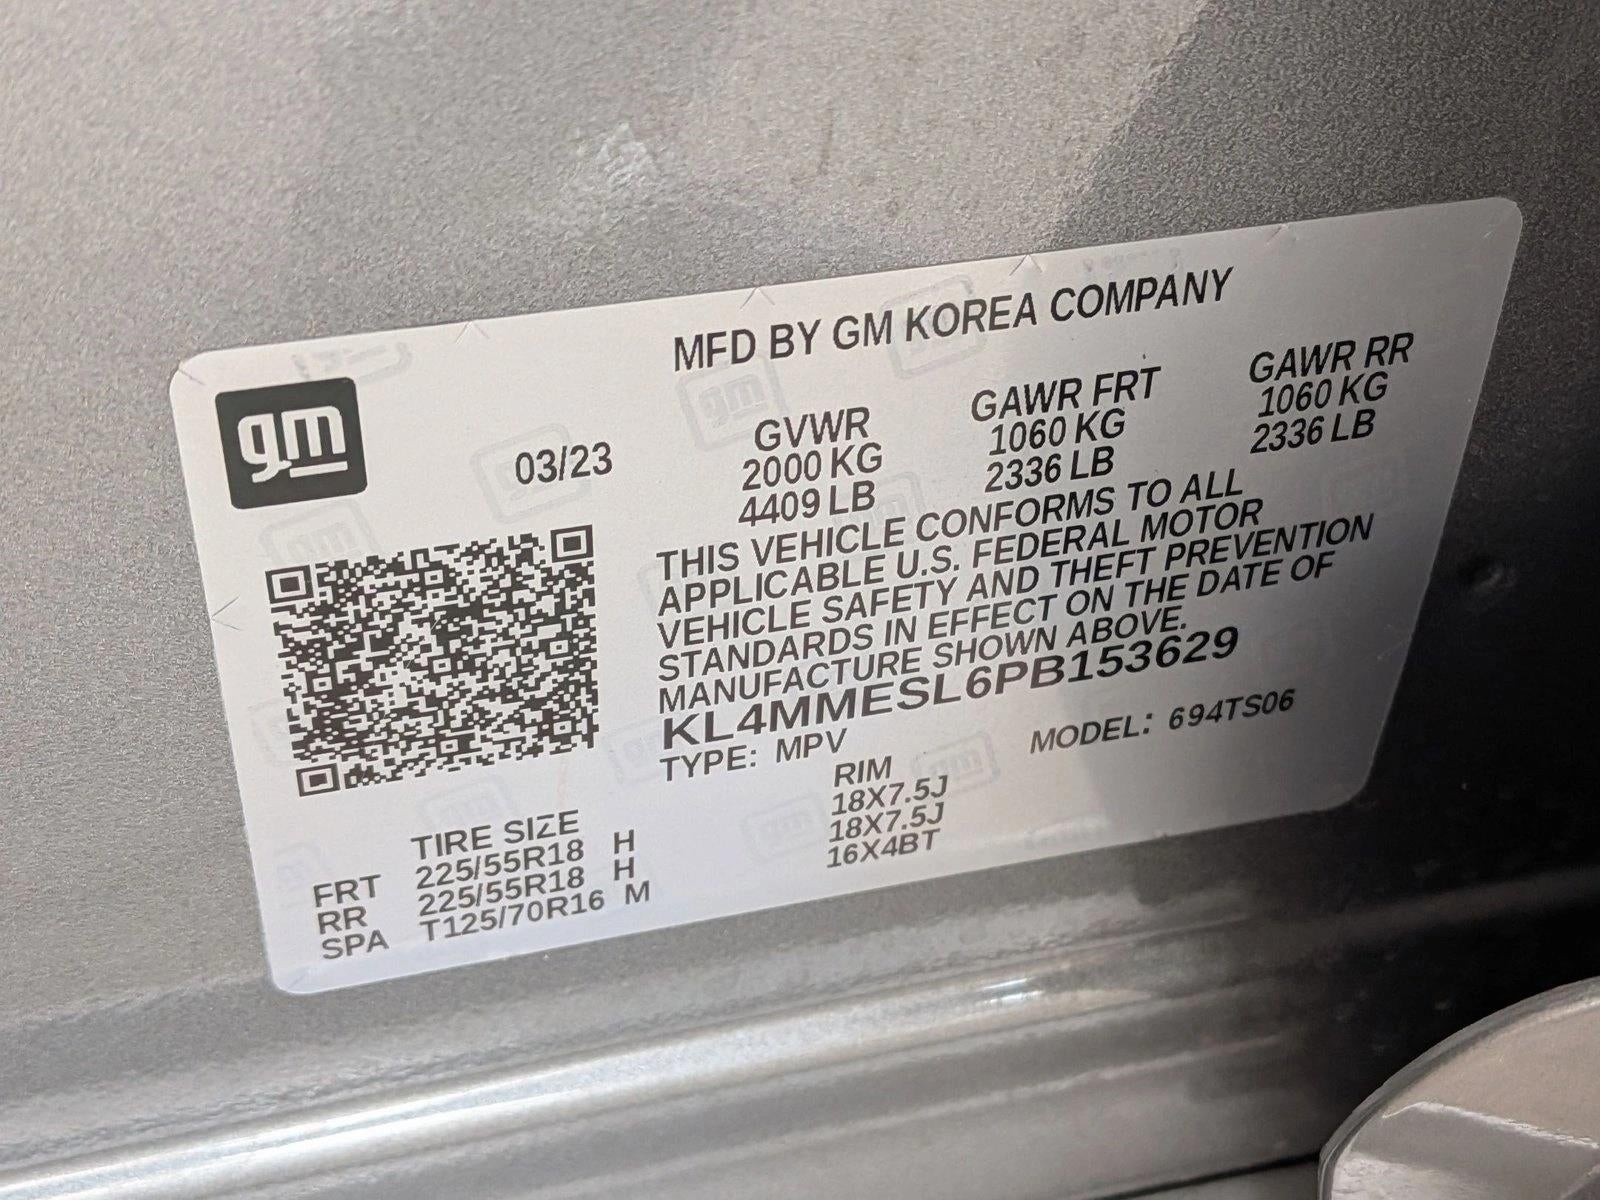 MFD BY GM KOREA COMPANY
gm
03/23
GVWR GAWR FRT GAWR RR
2000 KG 1060 KG 1060 KG
4409 LB 2336 LB 2336 LB
THIS VEHICLE CONFORMS TO ALL
APPLICABLE U.S. FEDERAL MOTOR
VEHICLE SAFETY AND THEFT PREVENTION
STANDARDS IN EFFECT ON THE DATE OF
MANUFACTURE SHOWN ABOVE.
KL4MMESL6PB153629
TYPE: MPV MODEL: 694TS06
TIRE SIZE RIM
FRT 225/55R18 H 18X7.5J
RR 225/55R18 H 18X7.5J
SPA T125/70R16 M 16X4BT